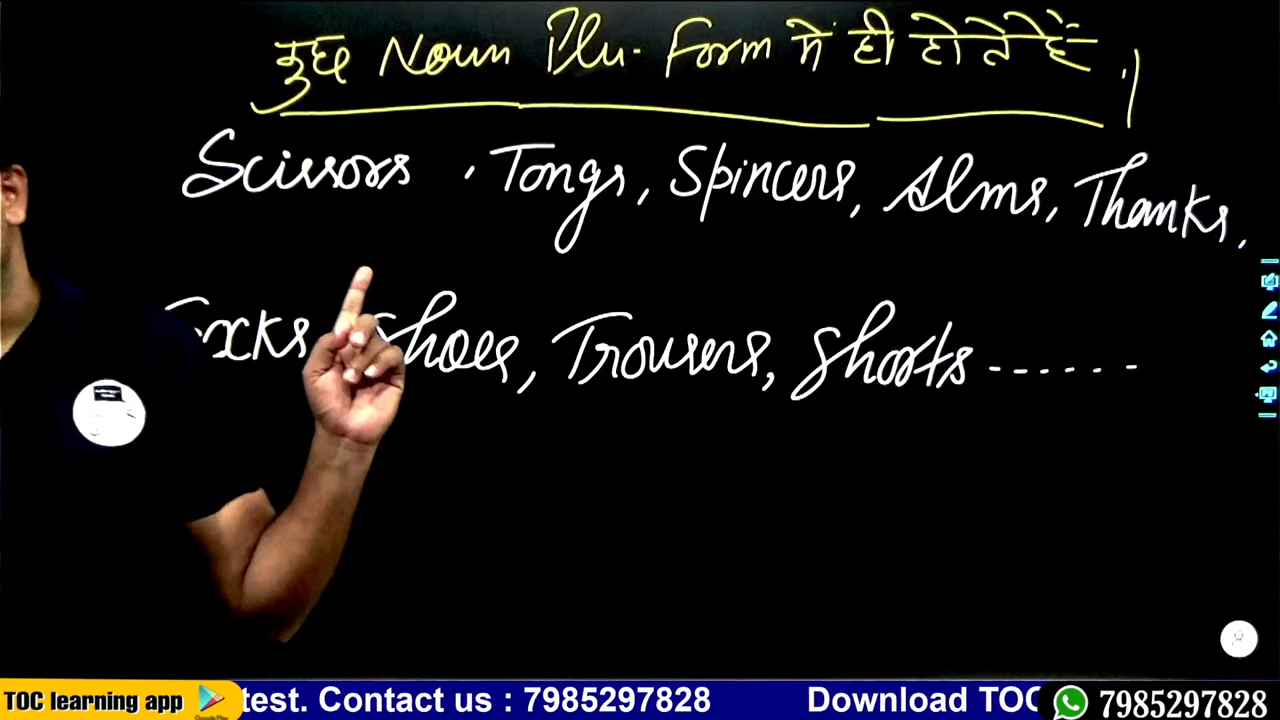 कुछ Noun Plu. Form में ही होते हैं।
Scissors, Tongs, Spincers, Alms, Thanks,
Shoes, Trousers, Shorts ......
TOC learning app
test. Contact us : 7985297828 Download TOC
7985297828